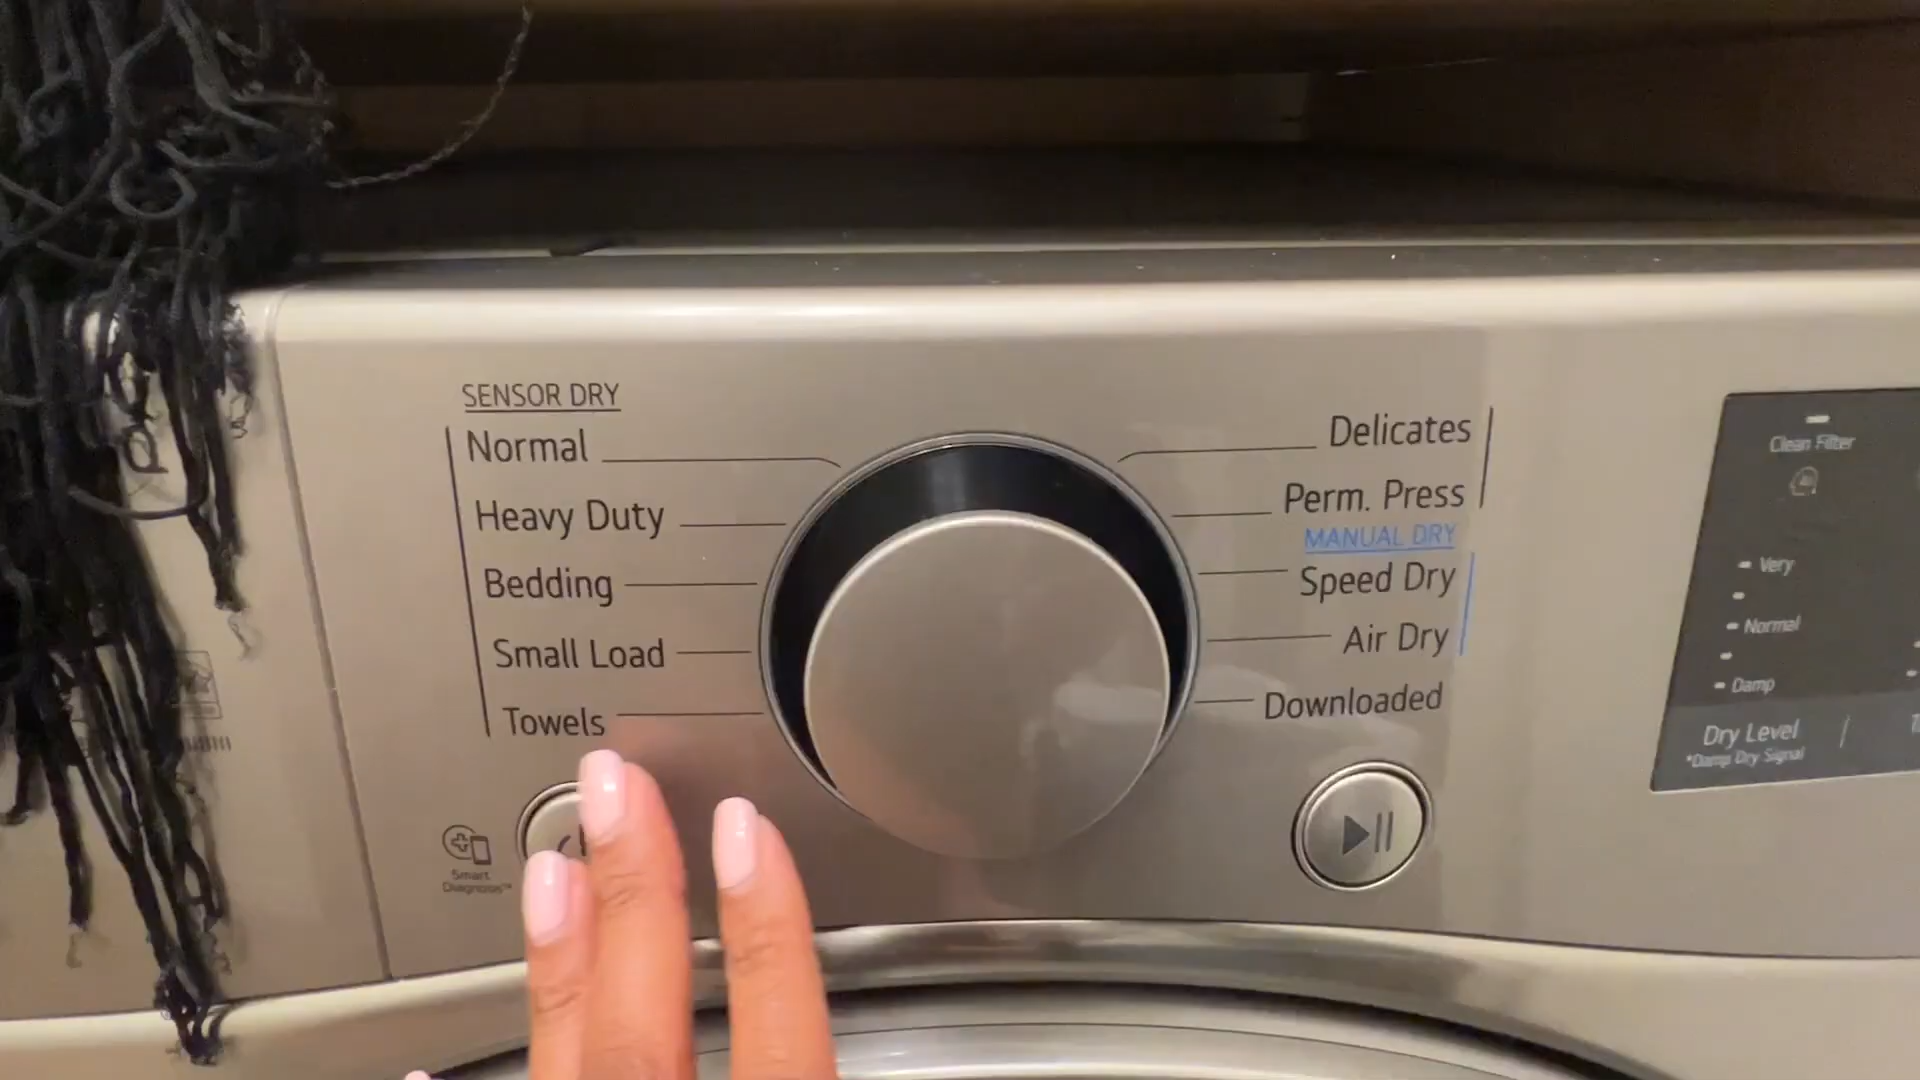 SENSOR DRY
Normal
Heavy Duty
Bedding
Small Load
Towels
Smart
Diagnosis™
Delicates
Perm. Press
MANUAL DRY
Speed Dry
Air Dry
Downloaded
Clean Filter
Very
Normal
Damp
Dry Level
*Damp Dry Signal